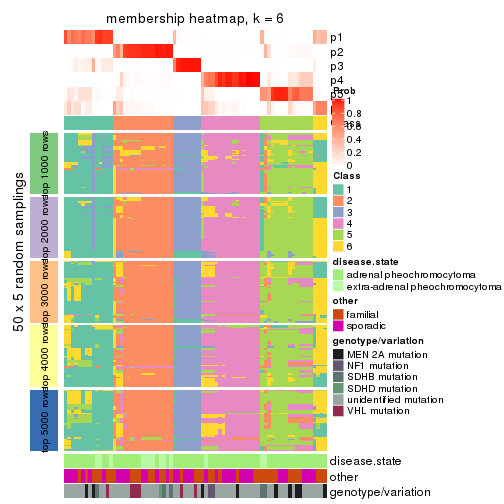 membership heatmap, k = 6
p1
p2
p3
p4
Prob
1
0.8
0.6
0.4
0.2
0
Class
1
2
3
4
5
6
disease.state
adrenal pheochromocytoma
extra-adrenal pheochromocytoma
other
familial
sporadic
genotype/variation
MEN 2A mutation
NF1 mutation
SDHB mutation
SDHD mutation
unidentified mutation
VHL mutation
50 x 5 random samplings
top 1000 rows
top 2000 rows
top 3000 rows
top 4000 rows
top 5000 rows
disease.state
other
genotype/variation